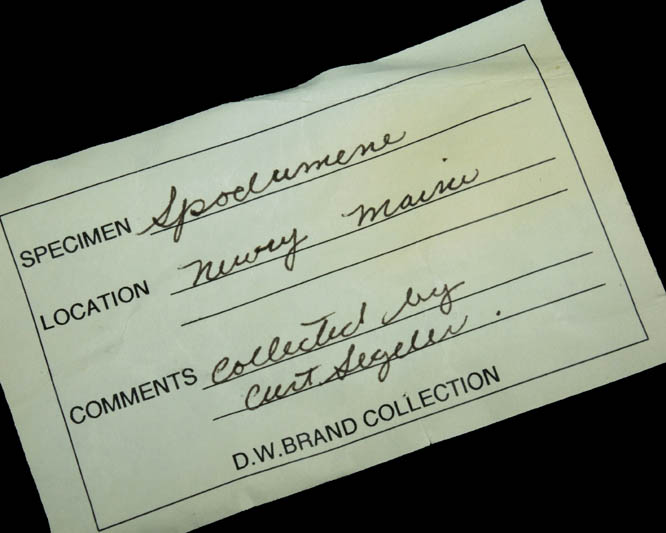 SPECIMEN Spodumene
LOCATION Newry Maine
COMMENTS collected by
Curt Segeler.
D.W.BRAND COLLECTION